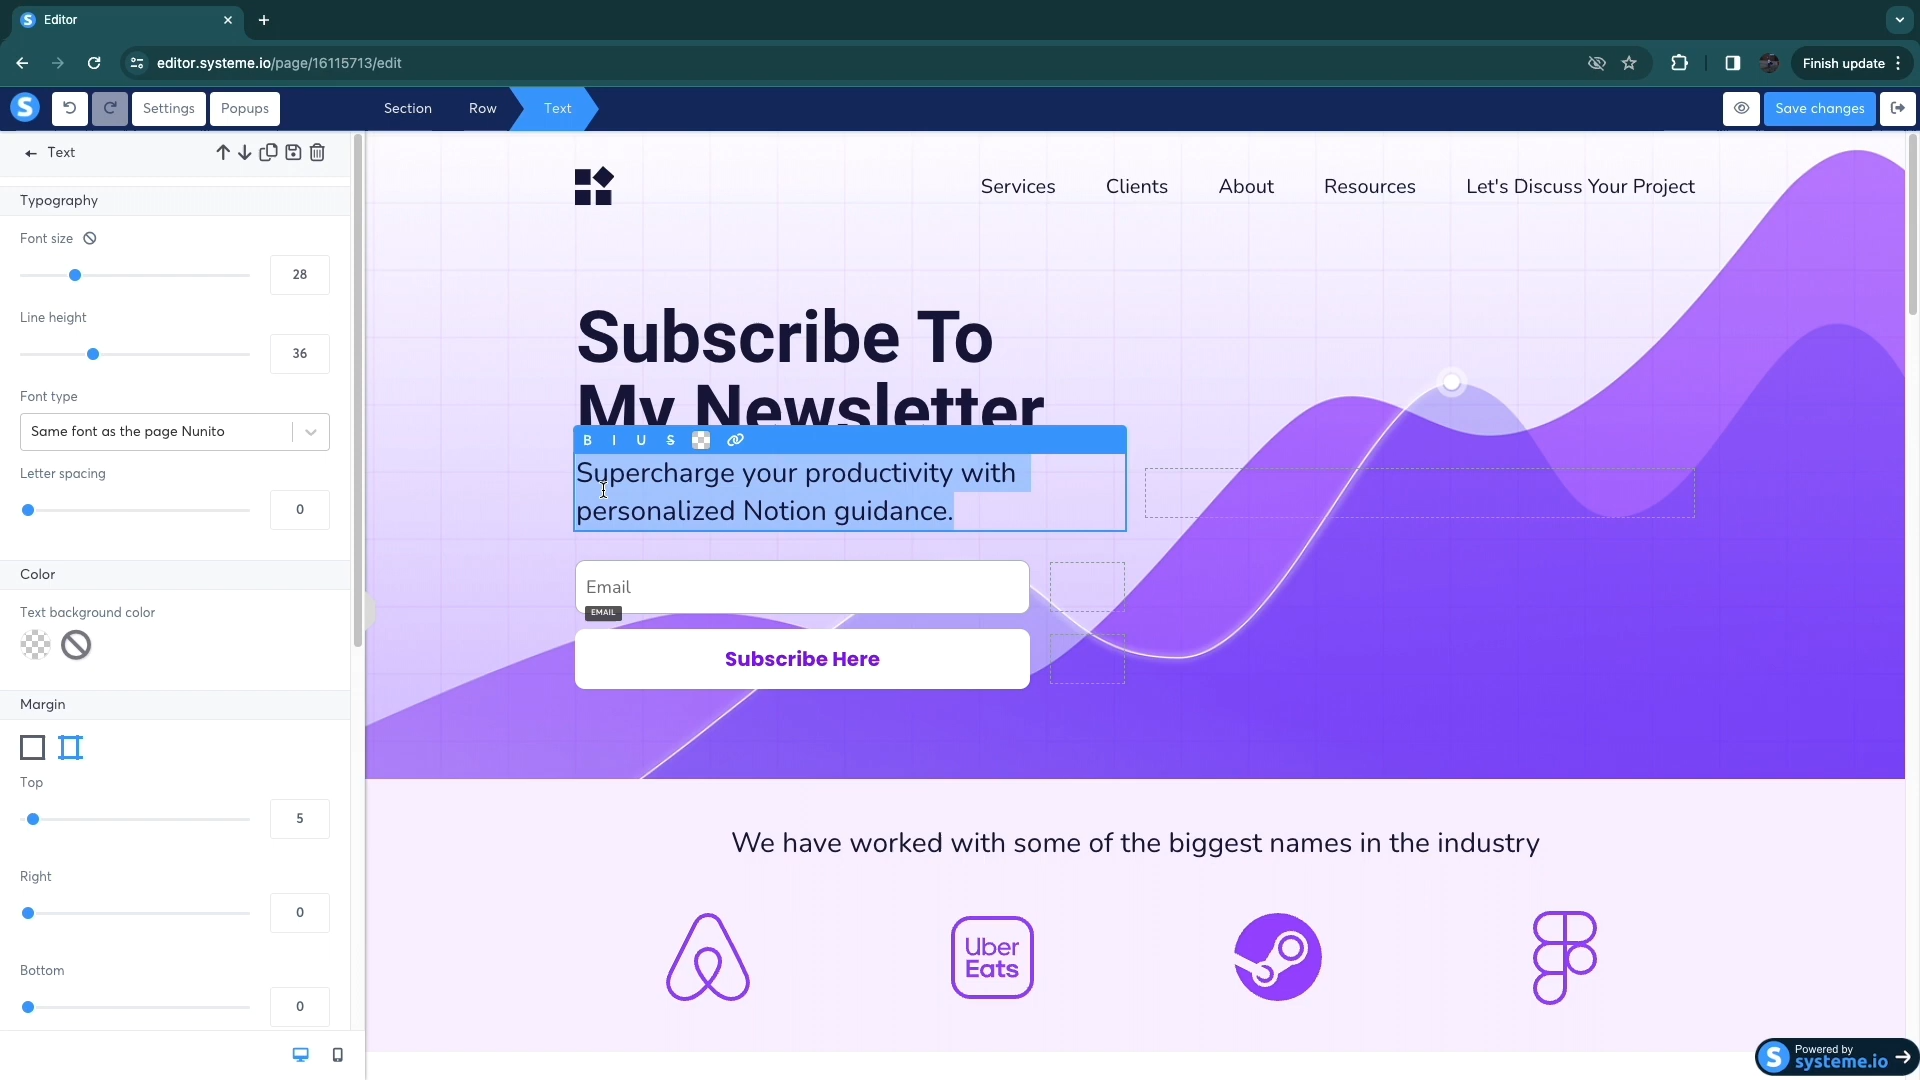 Editor
editor.systeme.io/page/16115713/edit
Finish update
Settings
Popups
Section
Row
Text
Save changes
Text
Typography
Font size
28
Line height
36
Font type
Same font as the page Nunito
Letter spacing
0
Color
Text background color
Margin
Top
5
Right
0
Bottom
0
Services
Clients
About
Resources
Let's Discuss Your Project
Subscribe To
My Newsletter
B I U S
Supercharge your productivity with
personalized Notion guidance.
Email
EMAIL
Subscribe Here
We have worked with some of the biggest names in the industry
Uber
Eats
Powered by
systeme.io